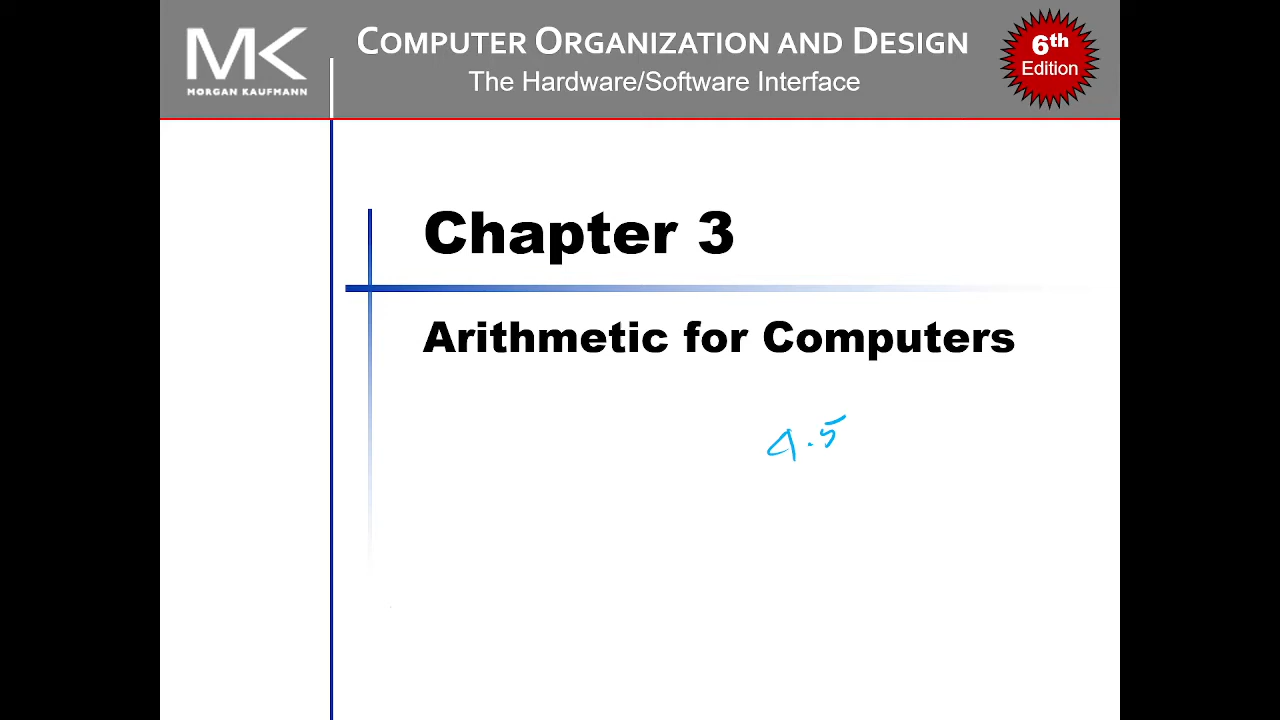 MK
MORGAN KAUFMANN
COMPUTER ORGANIZATION AND DESIGN
The Hardware/Software Interface
6th
Edition
Chapter 3
Arithmetic for Computers
4.5